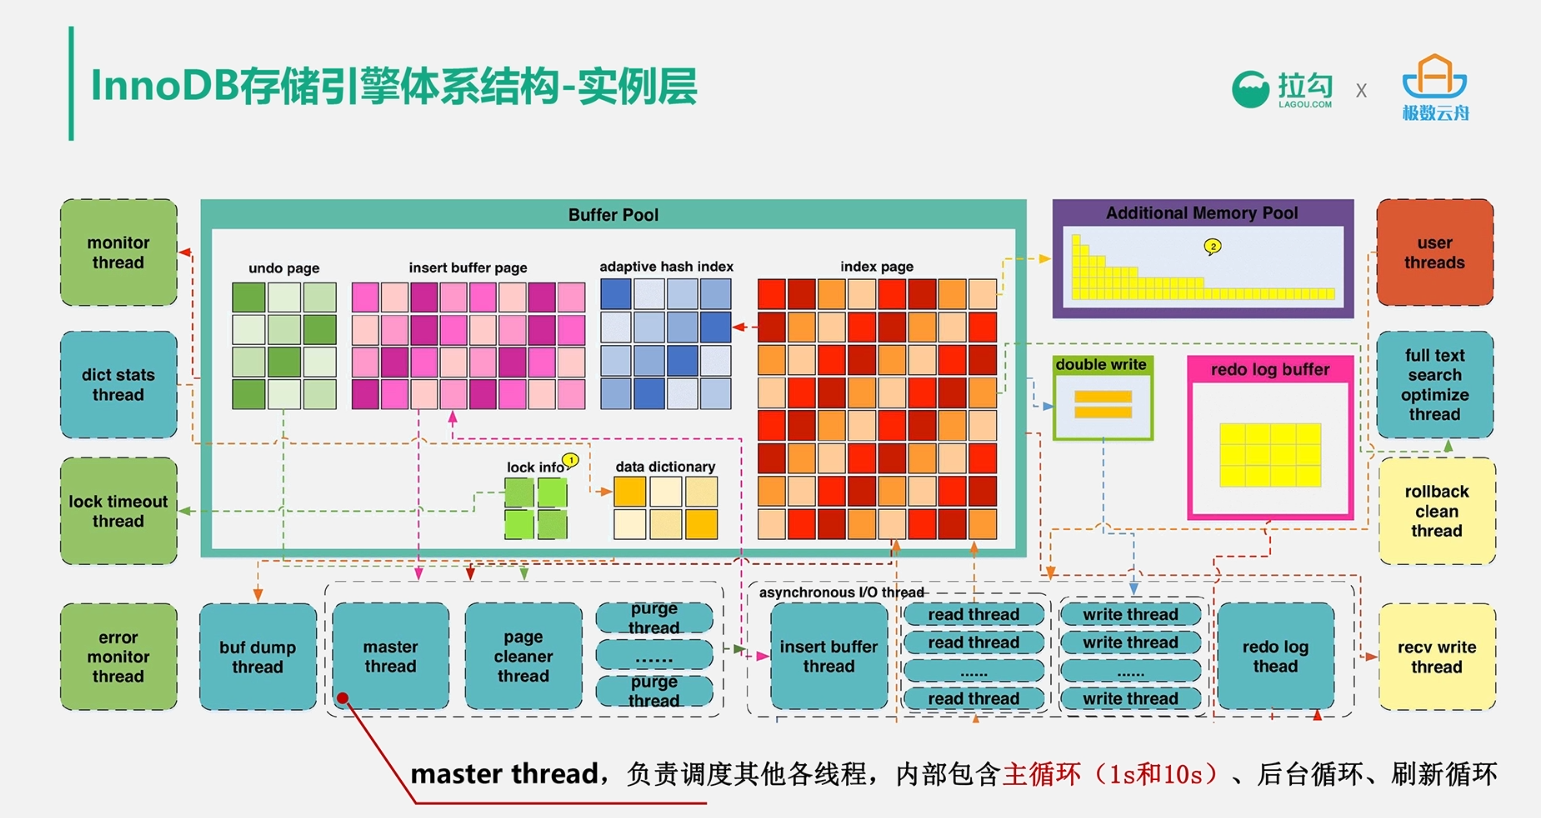 InnoDB存储引擎体系结构-实例层
拉勾
LAGOU.COM
X
极数云舟
monitor
thread
dict stats
thread
lock timeout
thread
error
monitor
thread
Buffer Pool
undo page
insert buffer page
adaptive hash index
index page
lock info
1
data dictionary
Additional Memory Pool
2
double write
redo log buffer
user
threads
full text
search
optimize
thread
rollback
clean
thread
recv write
thread
buf dump
thread
master
thread
page
cleaner
thread
purge
thread
......
purge
thread
asynchronous I/O thread
insert buffer
thread
read thread
read thread
......
read thread
write thread
write thread
......
write thread
redo log
thead
master thread，负责调度其他各线程，内部包含主循环（1s和10s）、后台循环、刷新循环